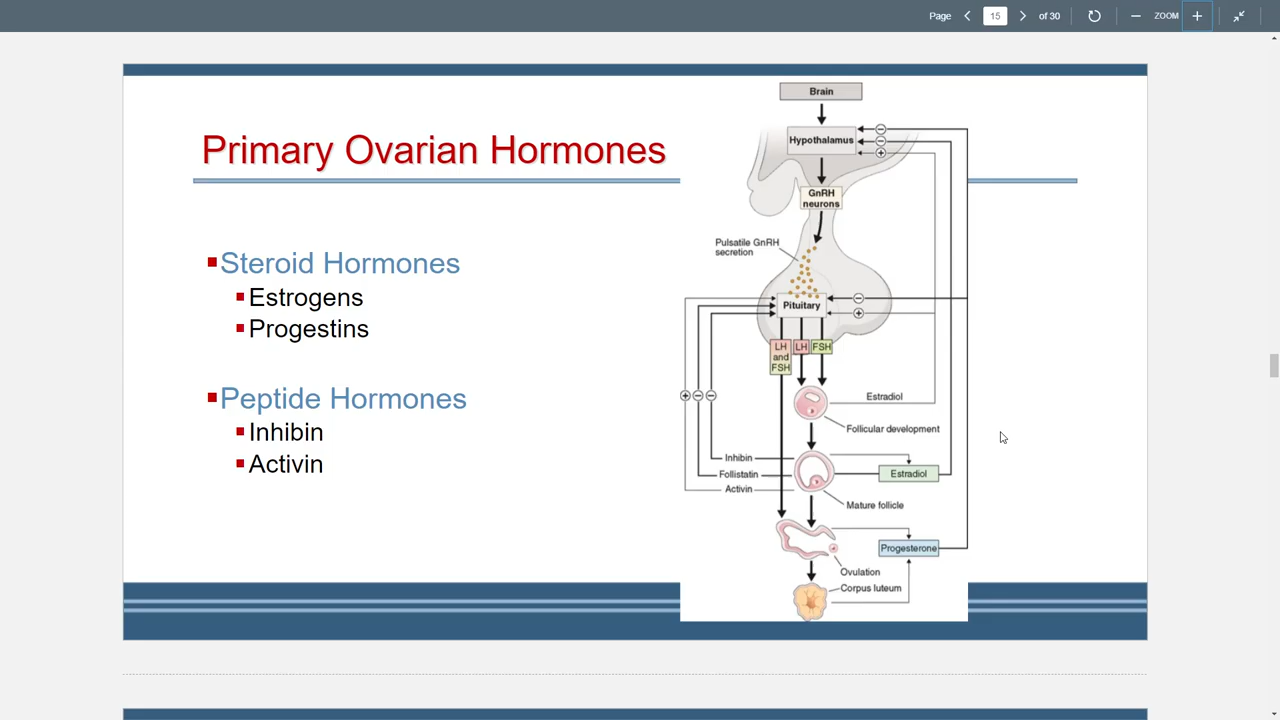 Page 15 of 30 ZOOM
Primary Ovarian Hormones
Steroid Hormones
Estrogens
Progestins
Peptide Hormones
Inhibin
Activin
Brain
Hypothalamus
GnRH
neurons
Pulsatile GnRH
secretion
Pituitary
LH
and
FSH
LH
FSH
Estradiol
Follicular development
Inhibin
Follistatin
Activin
Estradiol
Mature follicle
Progesterone
Ovulation
Corpus luteum